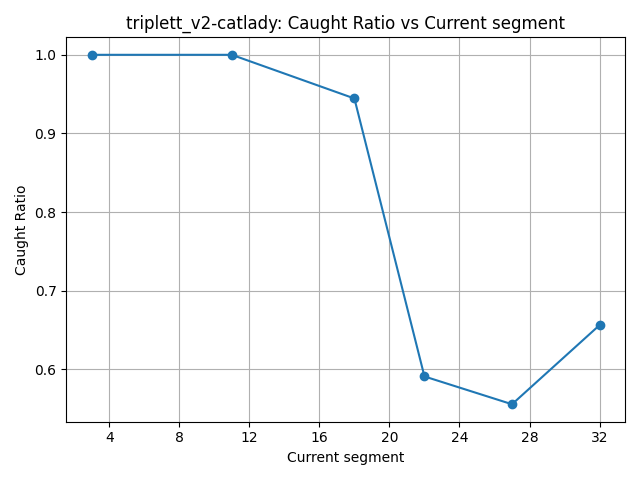 triplett_v2-catlady: Caught Ratio vs Current segment
1.0
0.9
0.8
0.7
0.6
Caught Ratio
4 8 12 16 20 24 28 32
Current segment